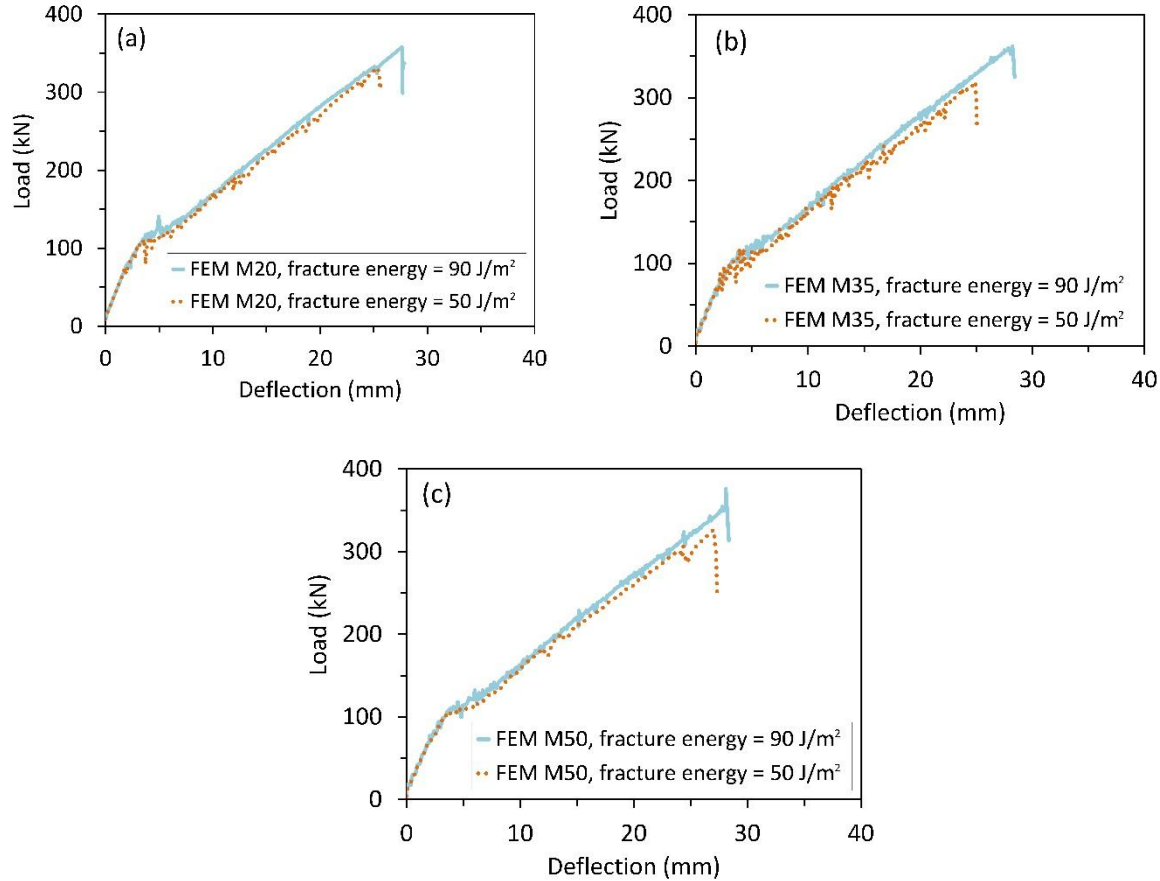 (a)
400
300
200
100
0
Load (kN)
FEM M20, fracture energy = 90 J/m²
FEM M20, fracture energy = 50 J/m²
0 10 20 30 40
Deflection (mm)
(b)
400
300
200
100
0
Load (kN)
FEM M35, fracture energy = 90 J/m²
FEM M35, fracture energy = 50 J/m²
0 10 20 30 40
Deflection (mm)
(c)
400
300
200
100
0
Load (kN)
FEM M50, fracture energy = 90 J/m²
FEM M50, fracture energy = 50 J/m²
0 10 20 30 40
Deflection (mm)